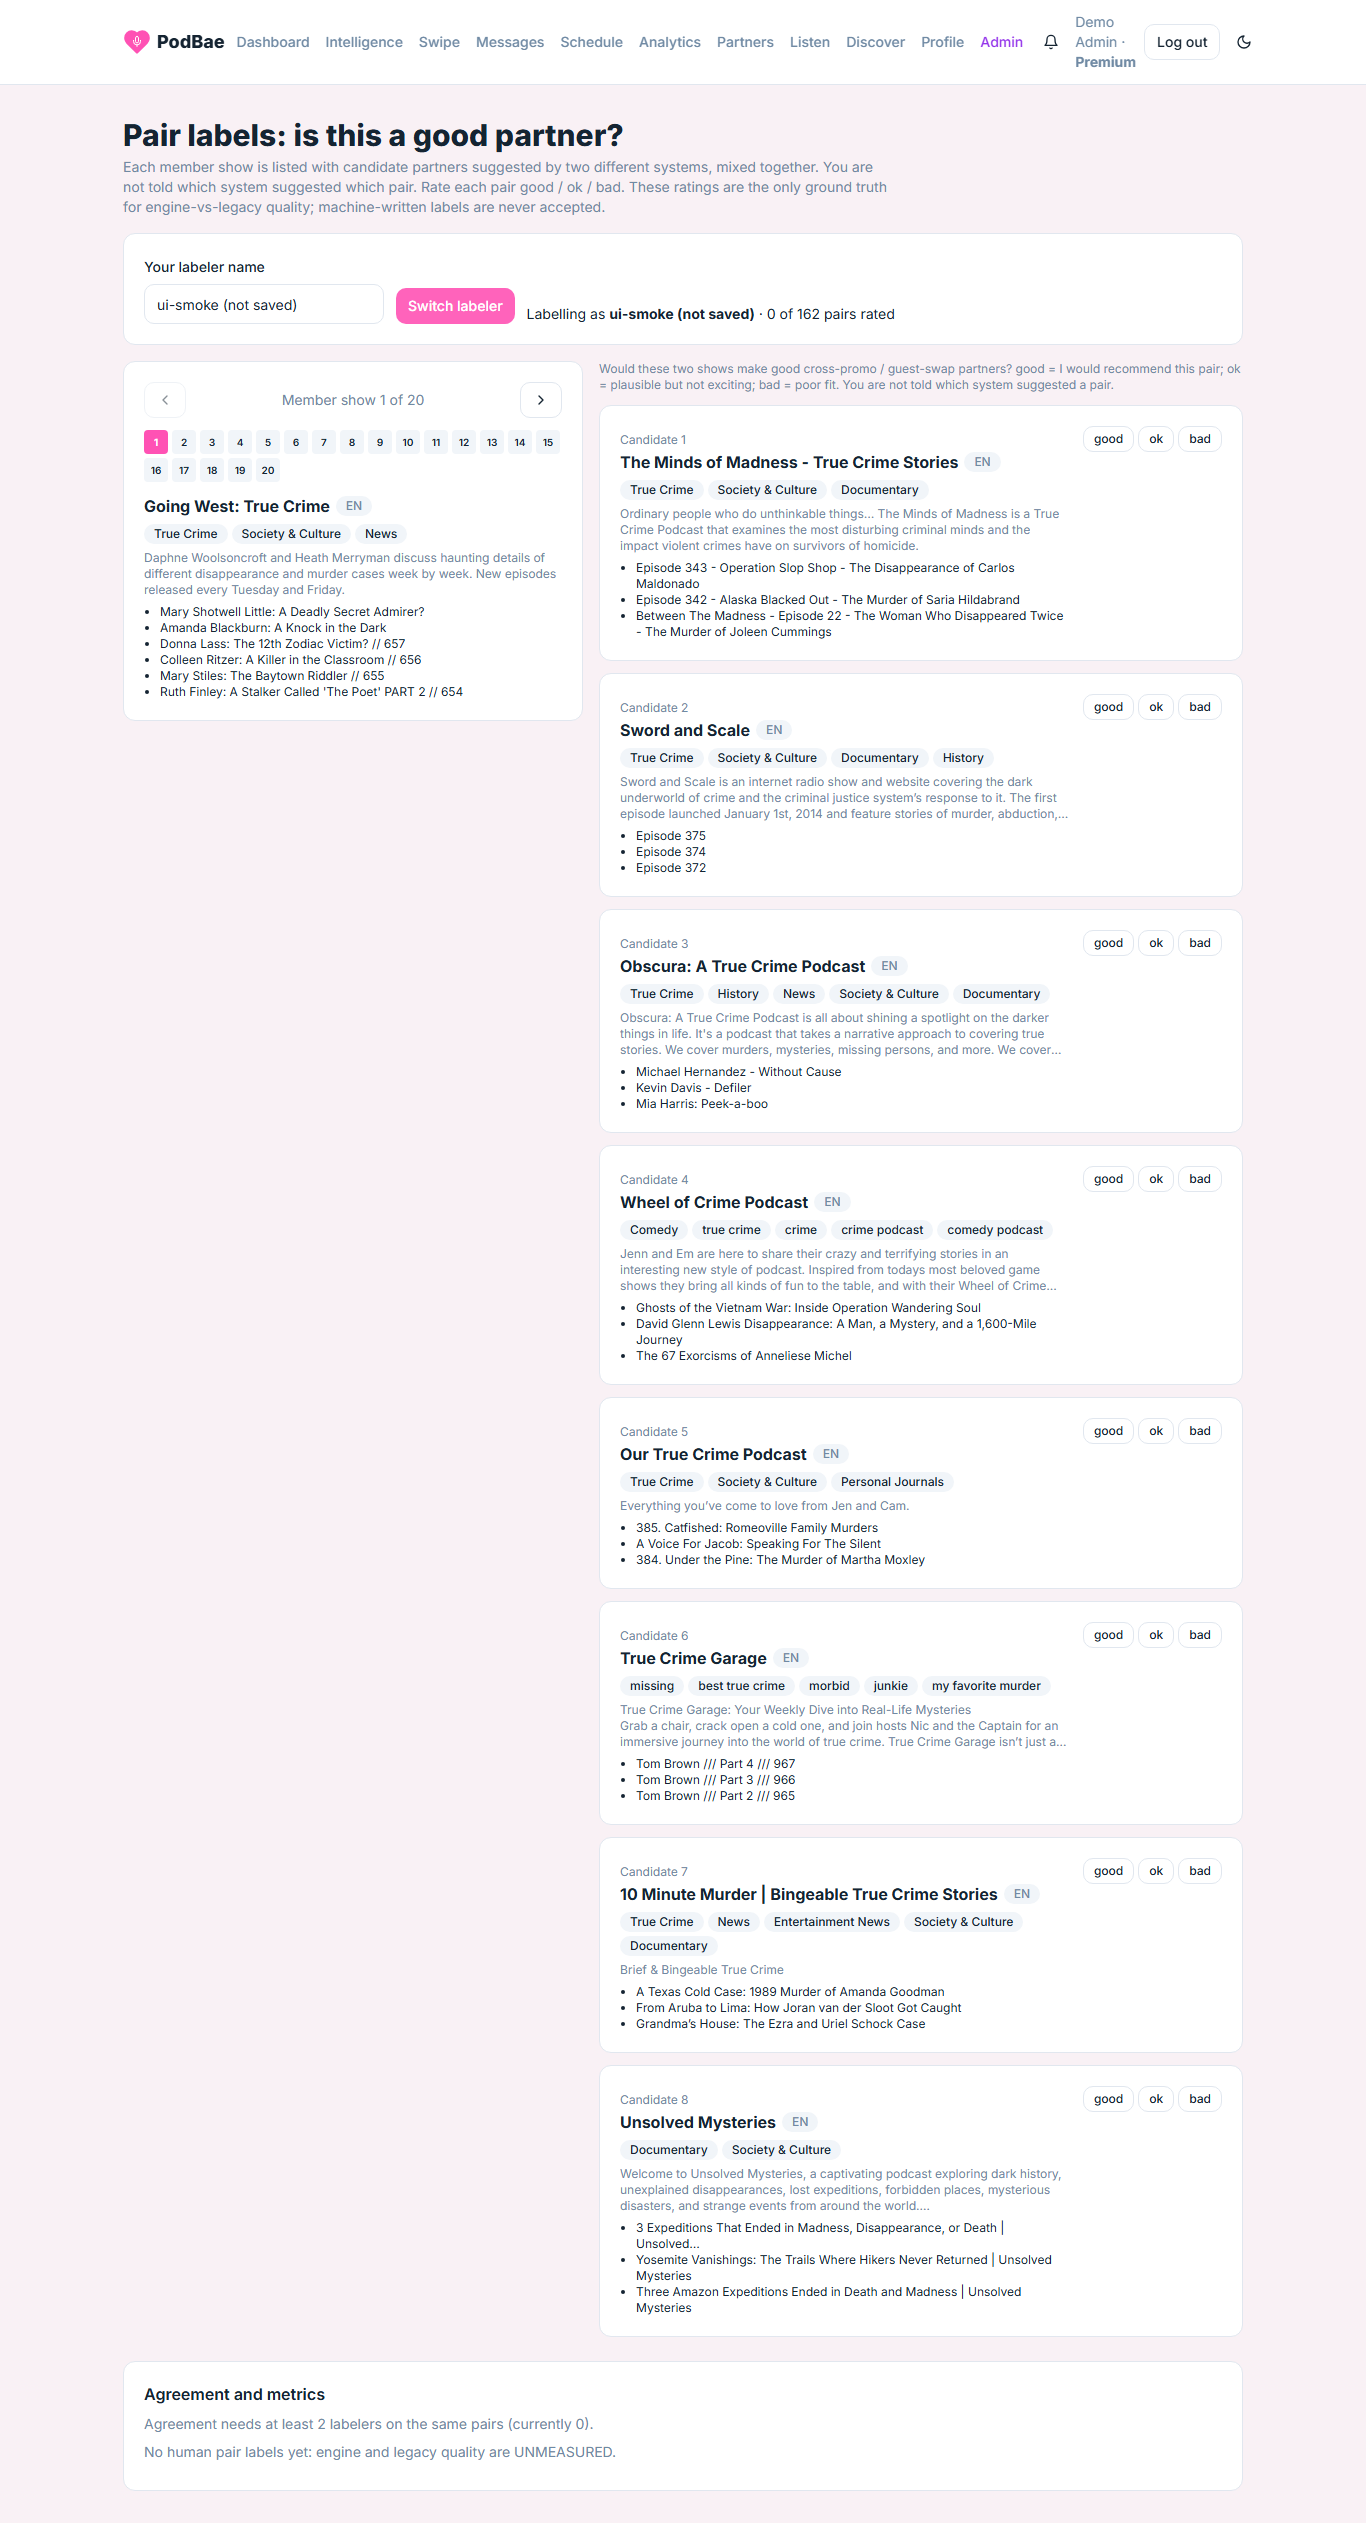 PodBae
Dashboard
Intelligence
Swipe
Messages
Schedule
Analytics
Partners
Listen
Discover
Profile
Admin
Demo
Admin ·
Premium
Log out
Pair labels: is this a good partner?
Each member show is listed with candidate partners suggested by two different systems, mixed together. You are
not told which system suggested which pair. Rate each pair good / ok / bad. These ratings are the only ground truth
for engine-vs-legacy quality; machine-written labels are never accepted.
Your labeler name
ui-smoke (not saved)
Switch labeler
Labelling as ui-smoke (not saved) · 0 of 162 pairs rated
Member show 1 of 20
1 2 3 4 5 6 7 8 9 10 11 12 13 14 15
16 17 18 19 20
Going West: True Crime EN
True Crime Society & Culture News
Daphne Woolsoncroft and Heath Merryman discuss haunting details of
different disappearance and murder cases week by week. New episodes
released every Tuesday and Friday.
• Mary Shotwell Little: A Deadly Secret Admirer?
• Amanda Blackburn: A Knock in the Dark
• Donna Lass: The 12th Zodiac Victim? // 657
• Colleen Ritzer: A Killer in the Classroom // 656
• Mary Stiles: The Baytown Riddler // 655
• Ruth Finley: A Stalker Called 'The Poet' PART 2 // 654
Would these two shows make good cross-promo / guest-swap partners? good = I would recommend this pair; ok
= plausible but not exciting; bad = poor fit. You are not told which system suggested a pair.
Candidate 1
good ok bad
The Minds of Madness - True Crime Stories EN
True Crime Society & Culture Documentary
Ordinary people who do unthinkable things... The Minds of Madness is a True
Crime Podcast that examines the most disturbing criminal minds and the
impact violent crimes have on survivors of homicide.
• Episode 343 - Operation Slop Shop - The Disappearance of Carlos
Maldonado
• Episode 342 - Alaska Blacked Out - The Murder of Saria Hildabrand
• Between The Madness - Episode 22 - The Woman Who Disappeared Twice
- The Murder of Joleen Cummings
Candidate 2
good ok bad
Sword and Scale EN
True Crime Society & Culture Documentary History
Sword and Scale is an internet radio show and website covering the dark
underworld of crime and the criminal justice system's response to it. The first
episode launched January 1st, 2014 and feature stories of murder, abduction,...
• Episode 375
• Episode 374
• Episode 372
Candidate 3
good ok bad
Obscura: A True Crime Podcast EN
True Crime History News Society & Culture Documentary
Obscura: A True Crime Podcast is all about shining a spotlight on the darker
things in life. It's a podcast that takes a narrative approach to covering true
stories. We cover murders, mysteries, missing persons, and more. We cover...
• Michael Hernandez - Without Cause
• Kevin Davis - Defiler
• Mia Harris: Peek-a-boo
Candidate 4
good ok bad
Wheel of Crime Podcast EN
Comedy true crime crime crime podcast comedy podcast
Jenn and Em are here to share their crazy and terrifying stories in an
interesting new style of podcast. Inspired from todays most beloved game
shows they bring all kinds of fun to the table, and with their Wheel of Crime...
• Ghosts of the Vietnam War: Inside Operation Wandering Soul
• David Glenn Lewis Disappearance: A Man, a Mystery, and a 1,600-Mile
Journey
• The 67 Exorcisms of Anneliese Michel
Candidate 5
good ok bad
Our True Crime Podcast EN
True Crime Society & Culture Personal Journals
Everything you've come to love from Jen and Cam.
• 385. Catfished: Romeoville Family Murders
• A Voice For Jacob: Speaking For The Silent
• 384. Under the Pine: The Murder of Martha Moxley
Candidate 6
good ok bad
True Crime Garage EN
missing best true crime morbid junkie my favorite murder
True Crime Garage: Your Weekly Dive into Real-Life Mysteries
Grab a chair, crack open a cold one, and join hosts Nic and the Captain for an
immersive journey into the world of true crime. True Crime Garage isn't just a...
• Tom Brown /// Part 4 /// 967
• Tom Brown /// Part 3 /// 966
• Tom Brown /// Part 2 /// 965
Candidate 7
good ok bad
10 Minute Murder | Bingeable True Crime Stories EN
True Crime News Entertainment News Society & Culture
Documentary
Brief & Bingeable True Crime
• A Texas Cold Case: 1989 Murder of Amanda Goodman
• From Aruba to Lima: How Joran van der Sloot Got Caught
• Grandma's House: The Ezra and Uriel Schock Case
Candidate 8
good ok bad
Unsolved Mysteries EN
Documentary Society & Culture
Welcome to Unsolved Mysteries, a captivating podcast exploring dark history,
unexplained disappearances, lost expeditions, forbidden places, mysterious
disasters, and strange events from around the world....
• 3 Expeditions That Ended in Madness, Disappearance, or Death |
Unsolved...
• Yosemite Vanishings: The Trails Where Hikers Never Returned | Unsolved
Mysteries
• Three Amazon Expeditions Ended in Death and Madness | Unsolved
Mysteries
Agreement and metrics
Agreement needs at least 2 labelers on the same pairs (currently 0).
No human pair labels yet: engine and legacy quality are UNMEASURED.